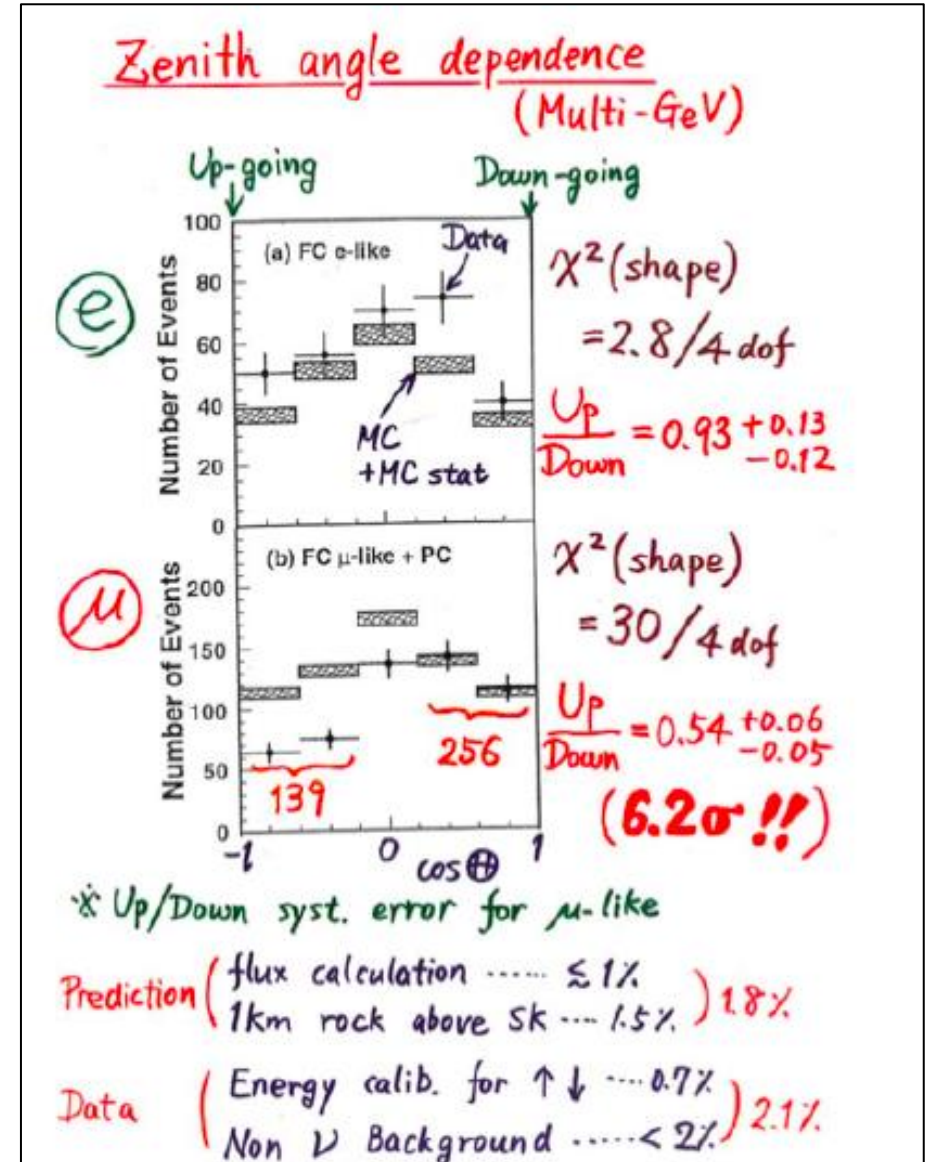 Zenith angle dependence
(Multi-GeV)
Up-going
Down-going
e
Number of Events
100
80
60
40
20
0
(a) FC e-like
Data
MC
+MC stat
χ²(shape)
=2.8/4 dof
Up/Down = 0.93 +0.13 -0.12
μ
Number of Events
200
150
100
50
0
(b) FC μ-like + PC
139
256
-1 0 1
cos Θ
χ²(shape)
= 30/4 dof
Up/Down = 0.54 +0.06 -0.05
(6.2σ !!)
※ Up/Down syst. error for μ-like
Prediction ( flux calculation ...... ≲ 1%
1km rock above SK .... 1.5% ) 1.8%
Data ( Energy calib. for ↑ ↓ .... 0.7%
Non ν Background ..... < 2% ) 2.1%